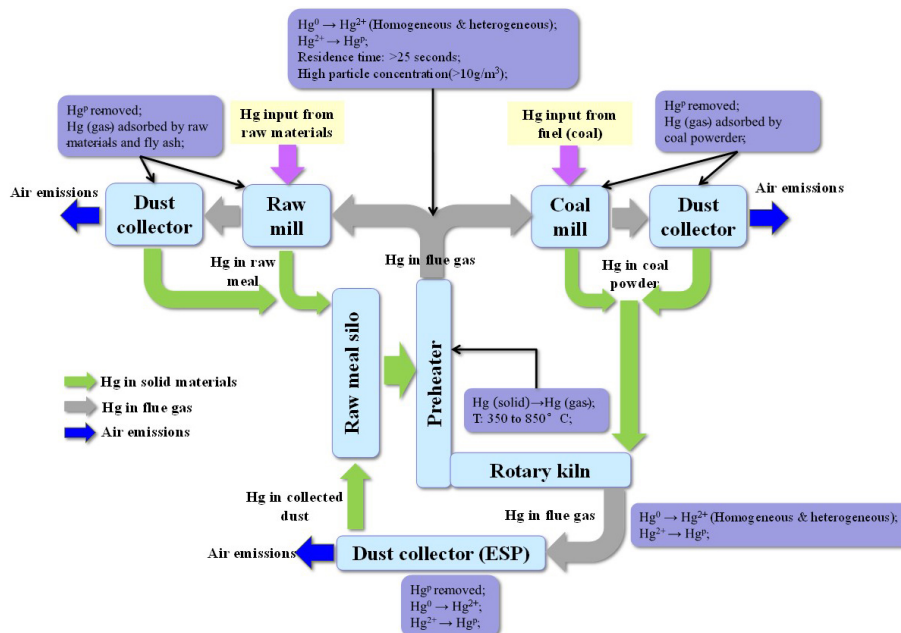 Hg⁰ → Hg²⁺ (Homogeneous & heterogeneous);
Hg²⁺→ Hgᵖ;
Residence time: >25 seconds;
High particle concentration(>10g/m³);
Hgᵖ removed;
Hg (gas) adsorbed by raw
materials and fly ash;
Hg input from
raw materials
Hg input from
fuel (coal)
Hgᵖ removed;
Hg (gas) adsorbed by
coal powerder;
Air emissions
Dust
collector
Raw
mill
Coal
mill
Dust
collector
Air emissions
Hg in raw
meal
Hg in flue gas
Hg in coal
powder
Raw meal silo
Preheater
Hg in solid materials
Hg in flue gas
Air emissions
Hg (solid)→Hg (gas);
T: 350 to 850° C;
Rotary kiln
Hg in collected
dust
Hg in flue gas
Hg⁰ → Hg²⁺ (Homogeneous & heterogeneous);
Hg²⁺ → Hgᵖ;
Air emissions
Dust collector (ESP)
Hgᵖ removed;
Hg⁰ → Hg²⁺;
Hg²⁺ → Hgᵖ;